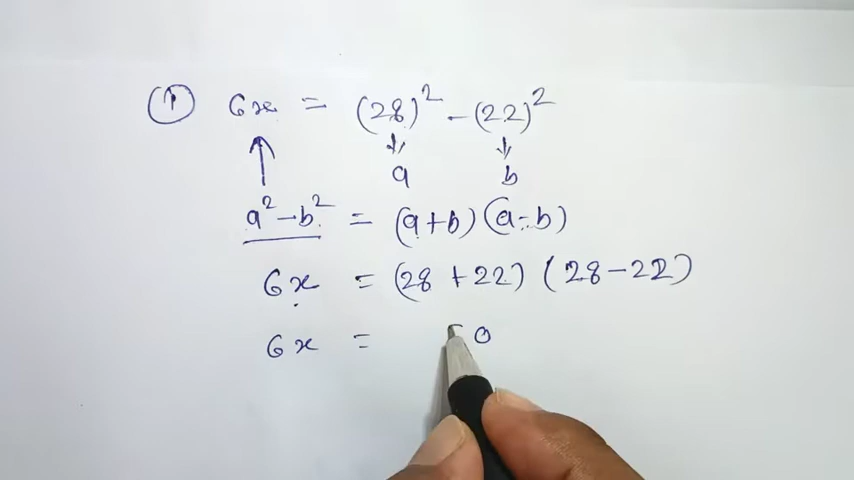 ① 6x = (28)² - (22)²
a b
a² - b² = (a + b) (a - b)
6x = (28 + 22) (28 - 22)
6x = 0